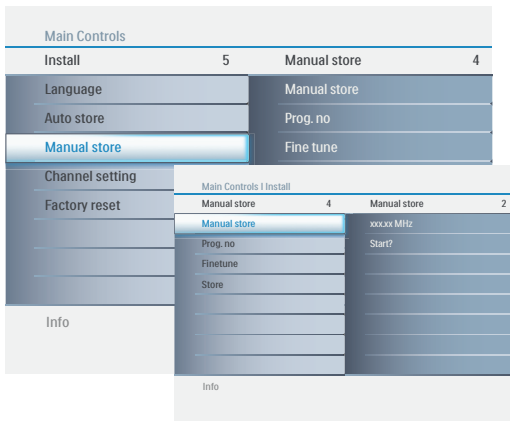 Main Controls
Install 5 Manual store 4
Language Manual store
Auto store Prog. no
Manual store Fine tune
Channel setting
Factory reset
Info
Main Controls I Install
Manual store 4 Manual store 2
Manual store xxx.xx MHz
Prog. no Start?
Finetune
Store
Info